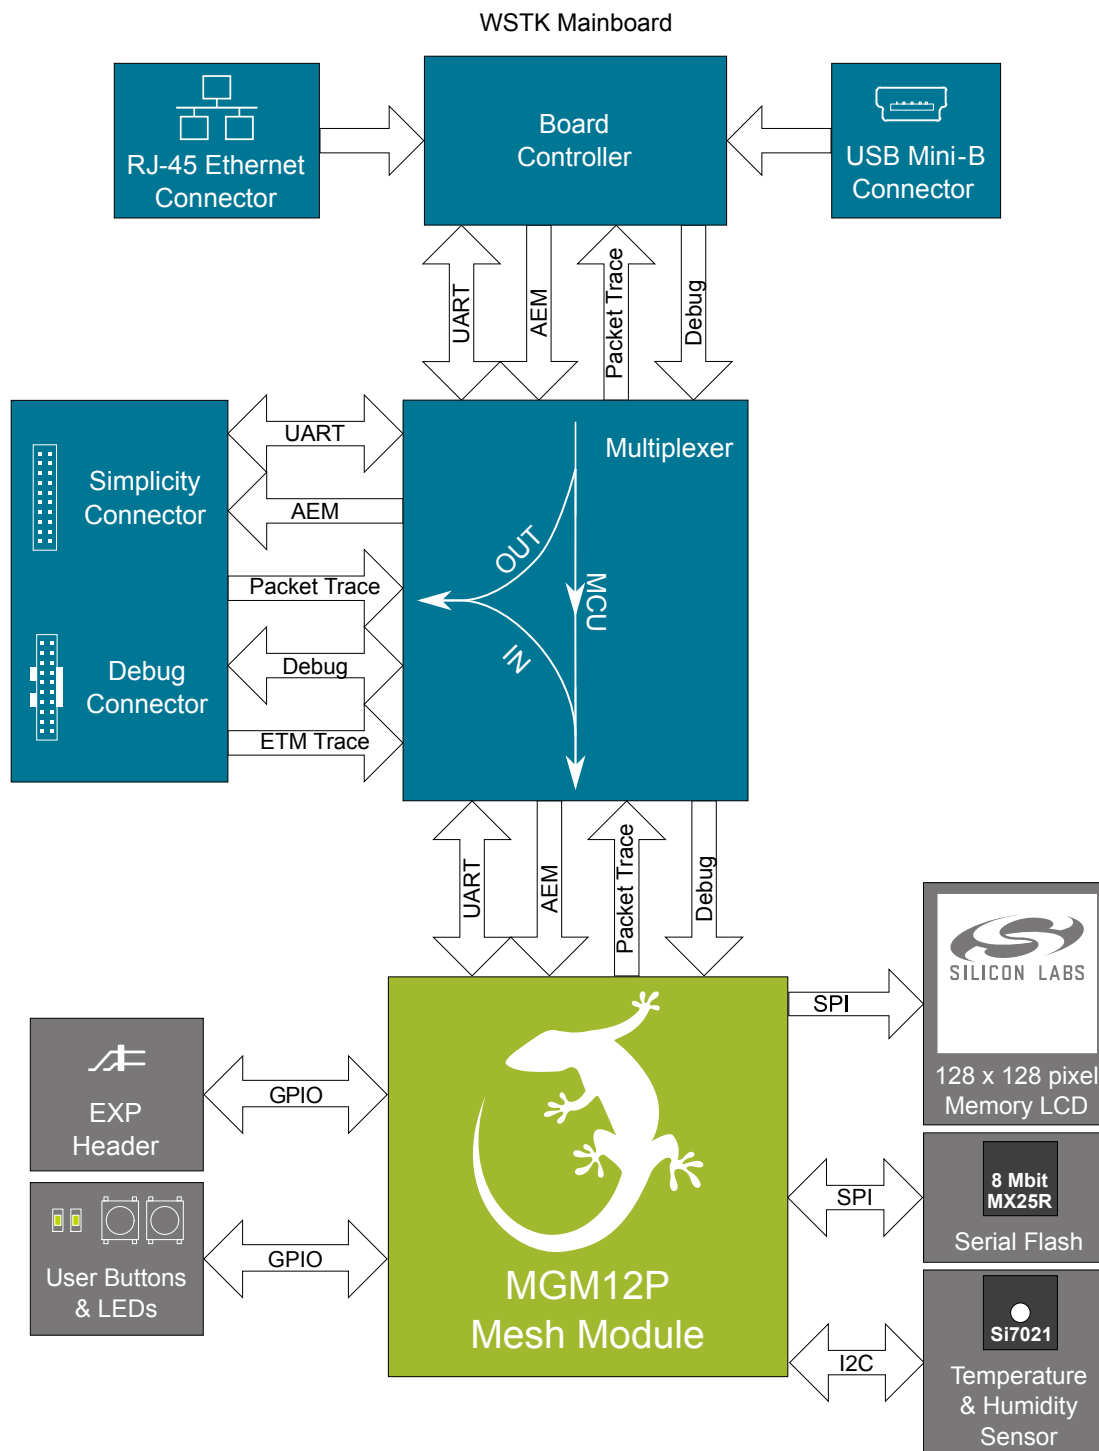 WSTK Mainboard
RJ-45 Ethernet
Connector
Board
Controller
USB Mini-B
Connector
UART
AEM
Packet Trace
Debug
Simplicity
Connector
Debug
Connector
UART
AEM
Packet Trace
Debug
ETM Trace
Multiplexer
OUT
MCU
IN
UART
AEM
Packet Trace
Debug
EXP
Header
GPIO
User Buttons
& LEDs
GPIO
MGM12P
Mesh Module
SPI
SILICON LABS
128 x 128 pixel
Memory LCD
SPI
8 Mbit
MX25R
Serial Flash
I2C
Si7021
Temperature
& Humidity
Sensor